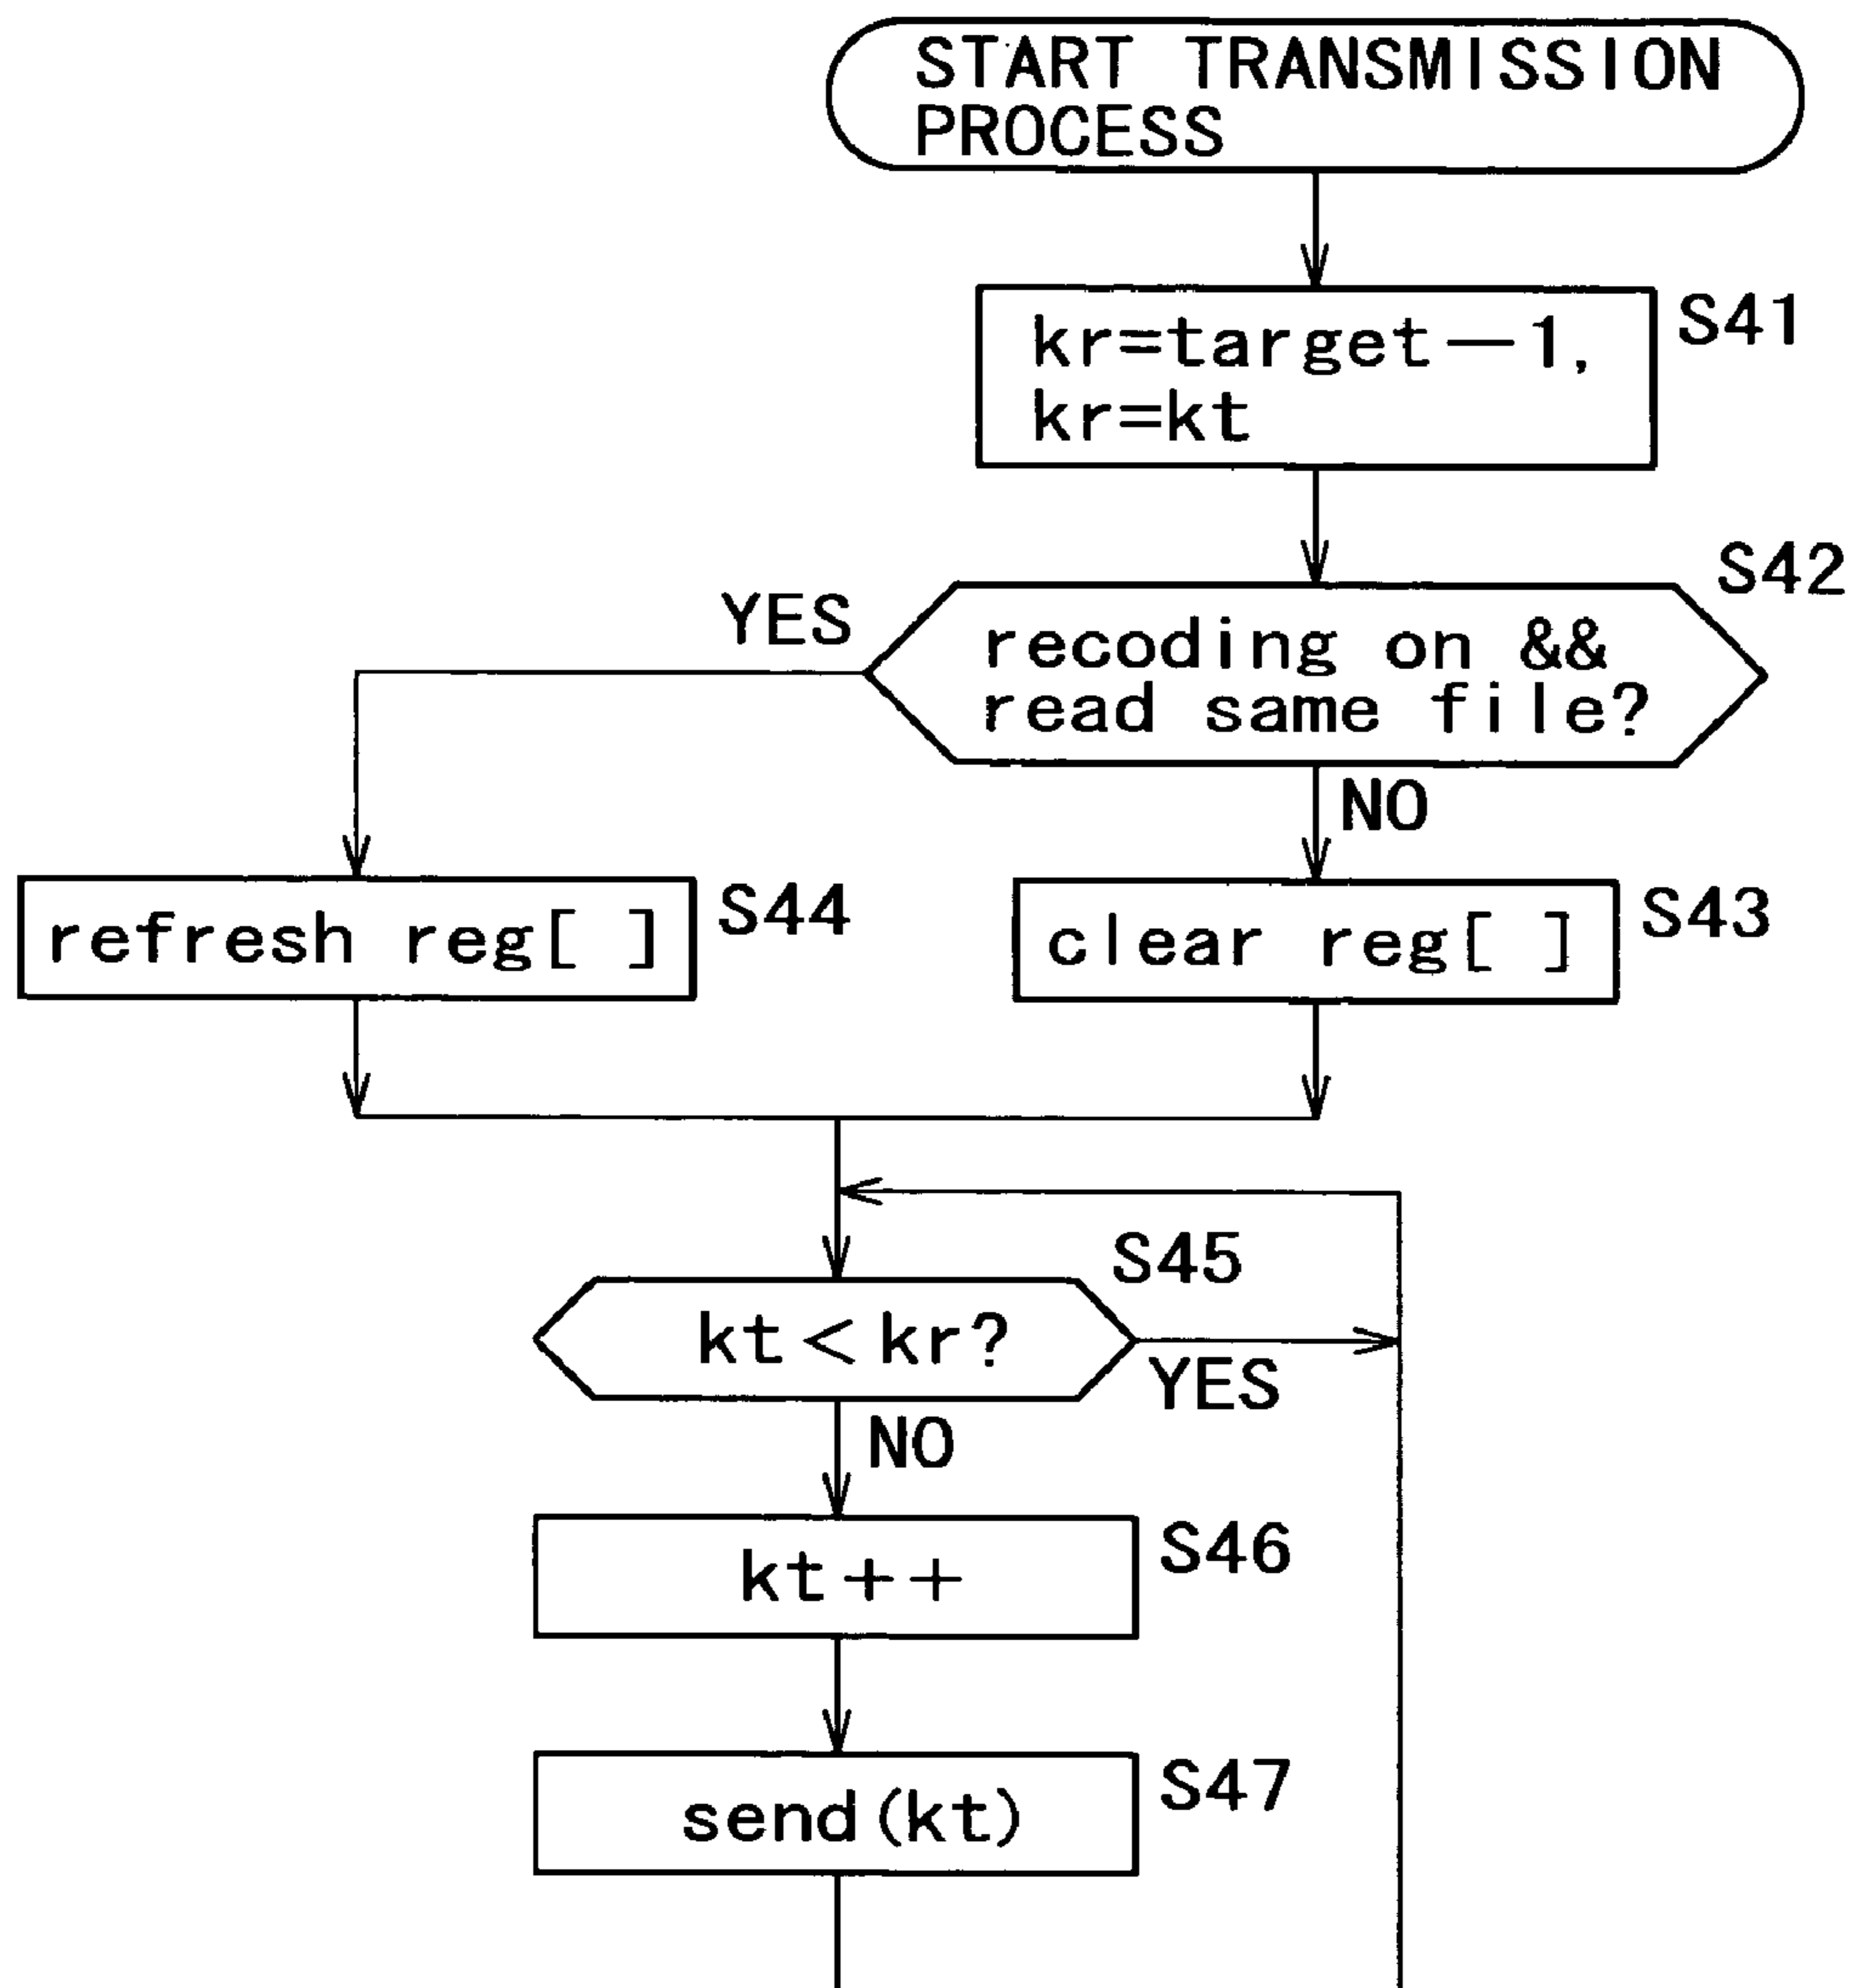 START TRANSMISSION
PROCESS
kr=target-1,
kr=kt
S41
S42
YES
recoding on &&
read same file?
NO
refresh reg[ ]
S44
clear reg[ ]
S43
S45
kt<kr?
YES
NO
kt++
S46
send(kt)
S47